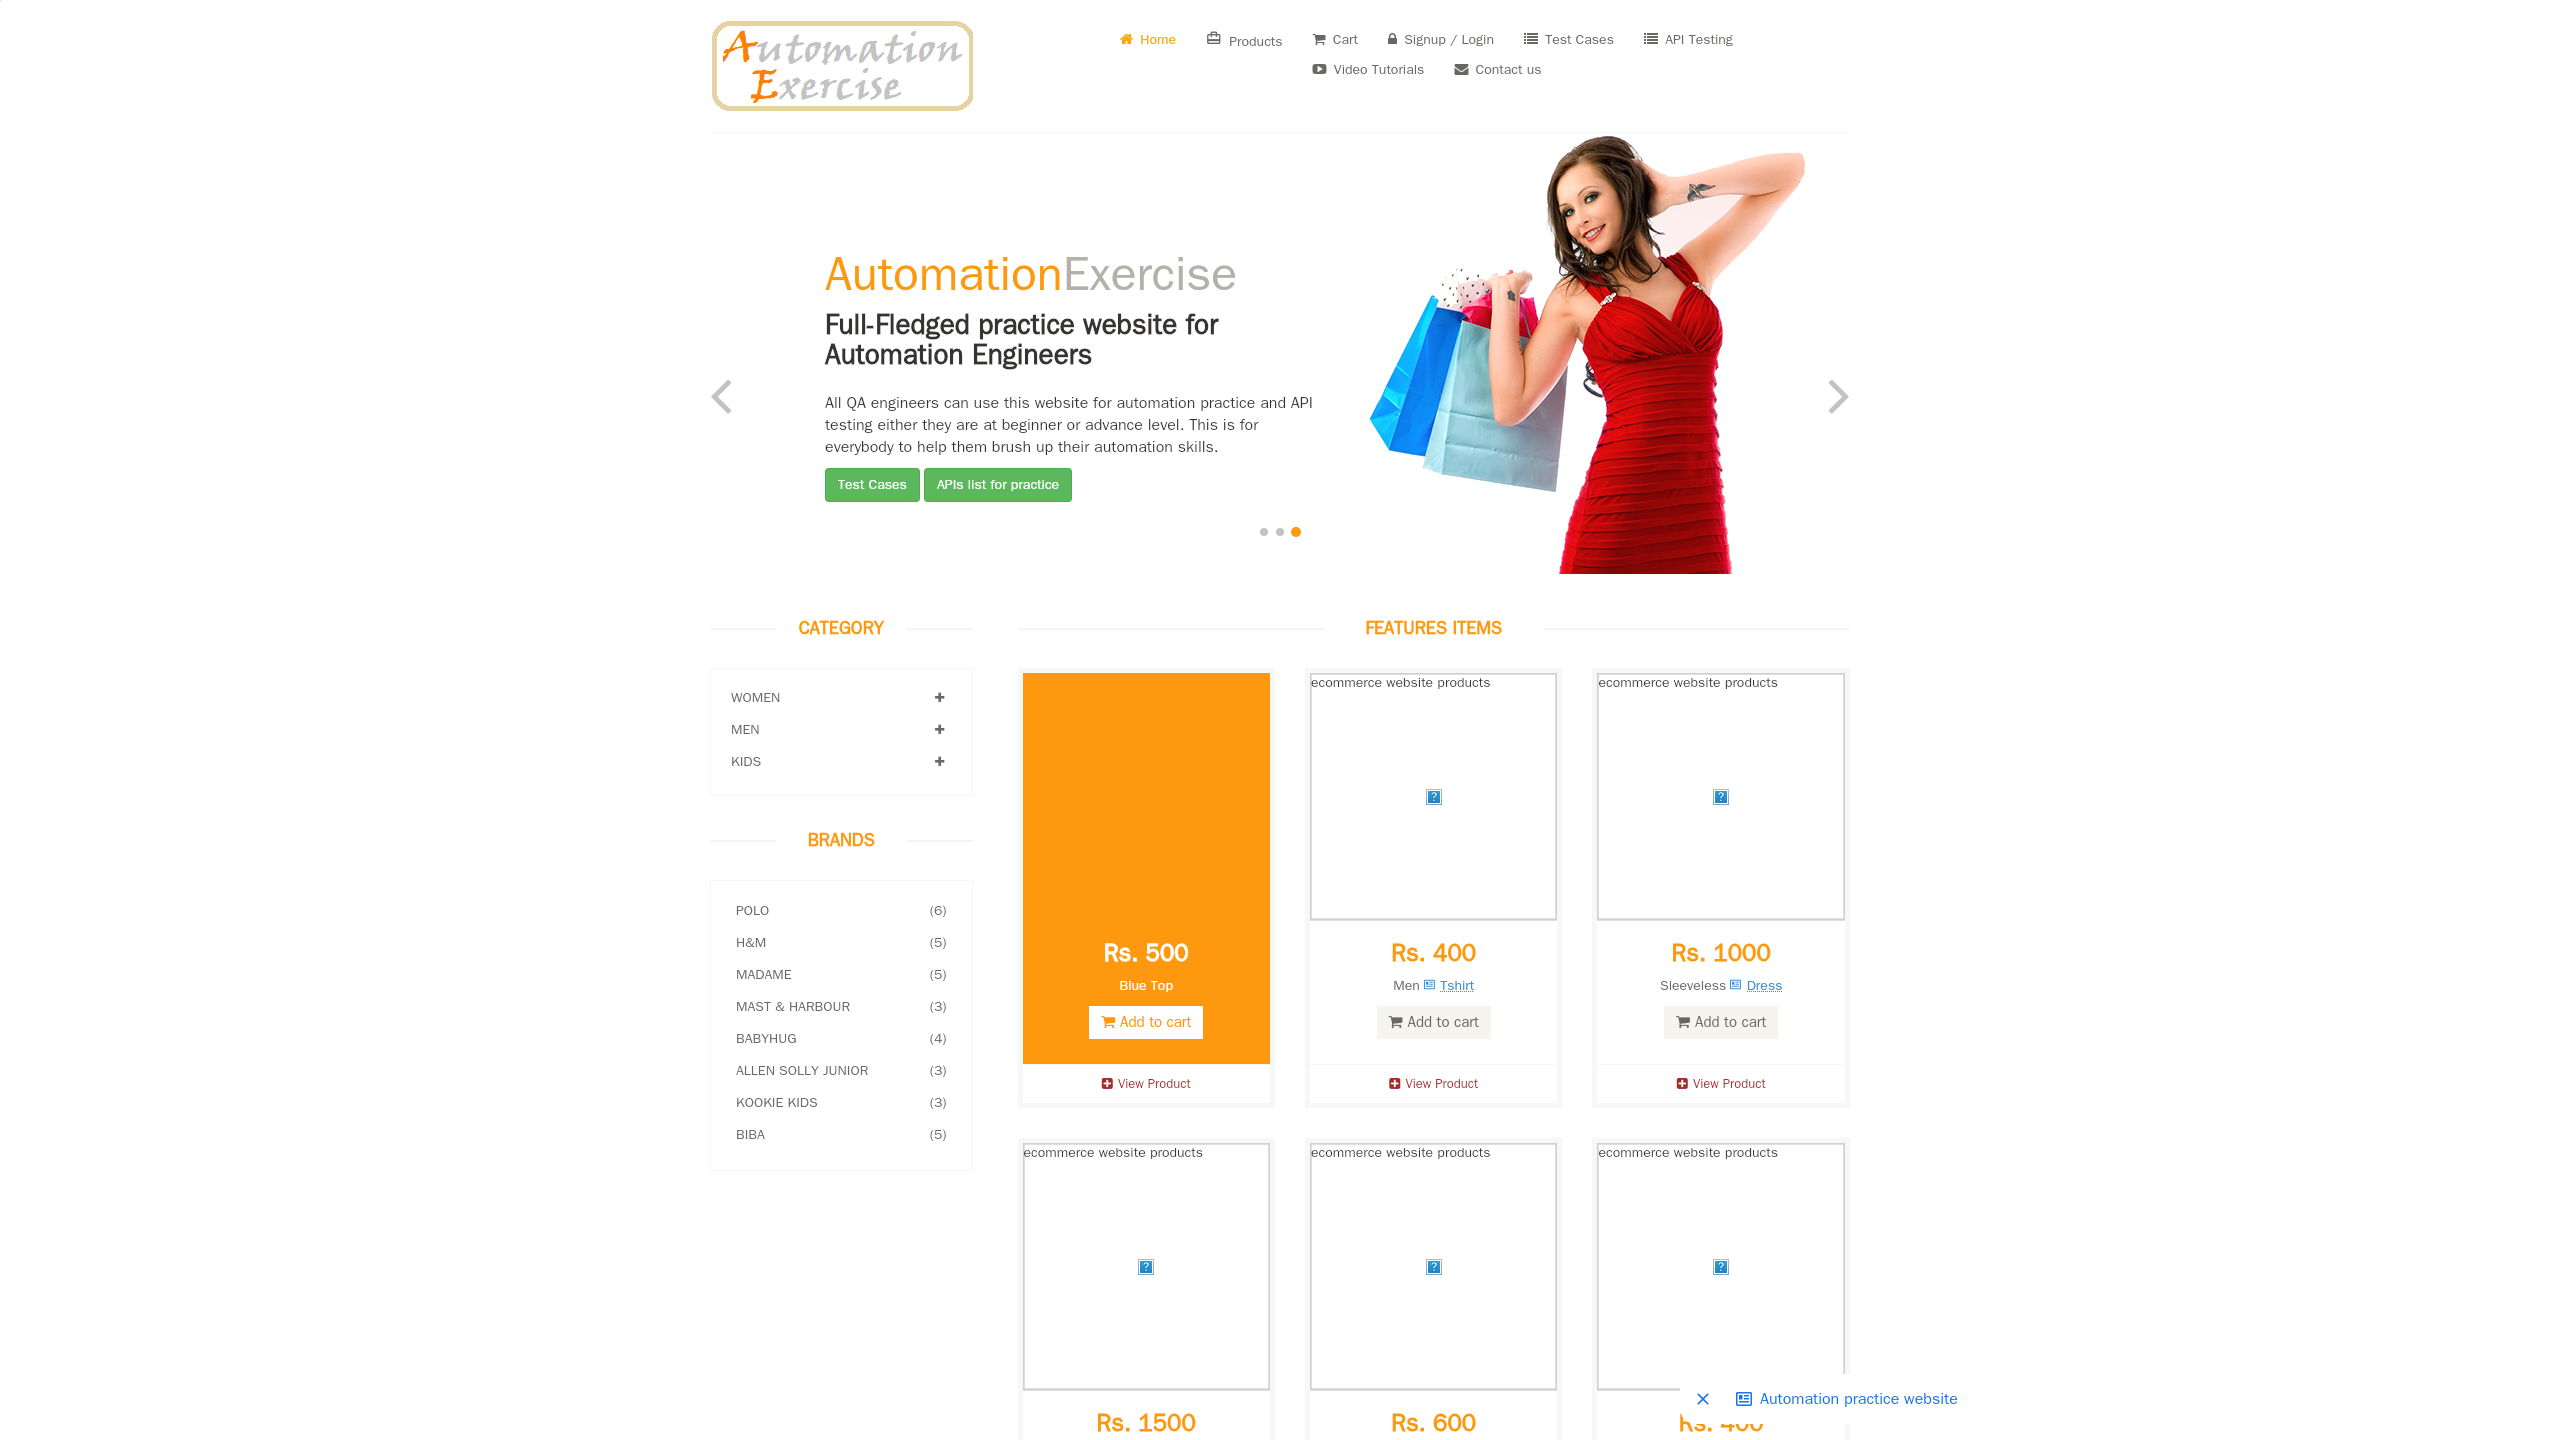 Automation
Exercise
Home
Products
Cart
Signup / Login
Test Cases
API Testing
Video Tutorials
Contact us
AutomationExercise
Full-Fledged practice website for
Automation Engineers
All QA engineers can use this website for automation practice and API
testing either they are at beginner or advance level. This is for
everybody to help them brush up their automation skills.
Test Cases
APIs list for practice
CATEGORY
WOMEN
MEN
KIDS
BRANDS
POLO (6)
H&M (5)
MADAME (5)
MAST & HARBOUR (3)
BABYHUG (4)
ALLEN SOLLY JUNIOR (3)
KOOKIE KIDS (3)
BIBA (5)
FEATURES ITEMS
Rs. 500
Blue Top
Add to cart
View Product
ecommerce website products
Rs. 400
Men Tshirt
Add to cart
View Product
ecommerce website products
Rs. 1000
Sleeveless Dress
Add to cart
View Product
ecommerce website products
Rs. 1500
ecommerce website products
Rs. 600
ecommerce website products
Rs. 400
Automation practice website